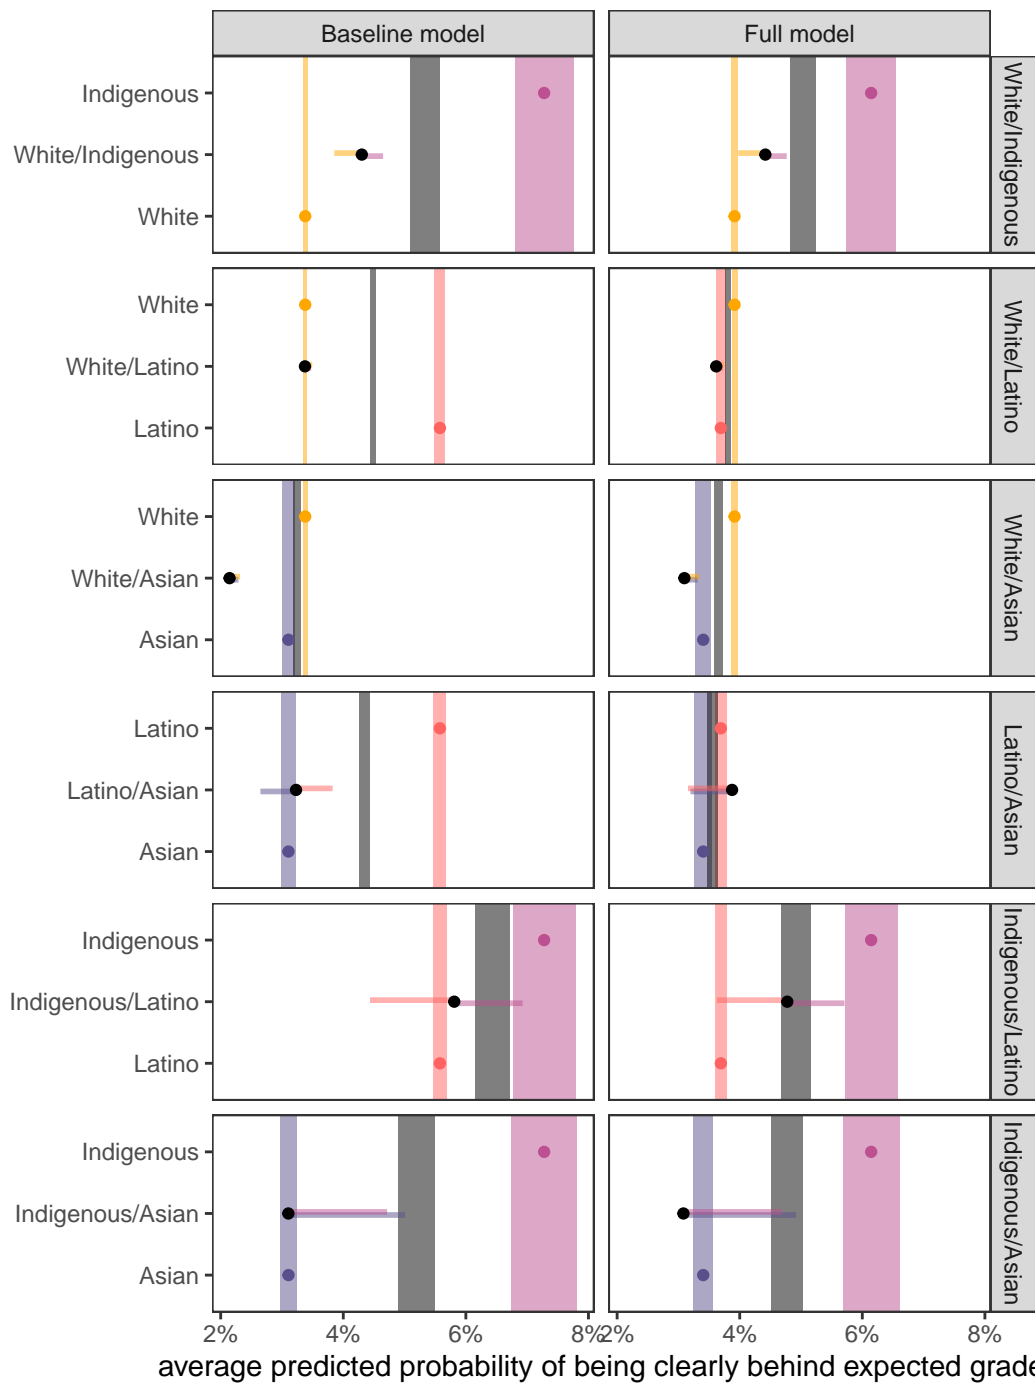 Baseline model
Full model
Indigenous
White/Indigenous
White
White/Indigenous
White
White/Latino
Latino
White/Latino
White
White/Asian
Asian
White/Asian
Latino
Latino/Asian
Asian
Latino/Asian
Indigenous
Indigenous/Latino
Latino
Indigenous/Latino
Indigenous
Indigenous/Asian
Asian
Indigenous/Asian
2% 4% 6% 8% 2% 4% 6% 8%
average predicted probability of being clearly behind expected grade